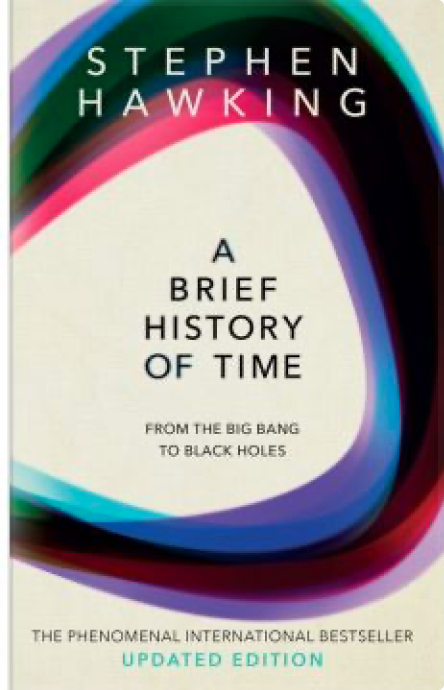 STEPHEN
HAWKING
A
BRIEF
HISTORY
OF TIME
FROM THE BIG BANG
TO BLACK HOLES
THE PHENOMENAL INTERNATIONAL BESTSELLER
UPDATED EDITION